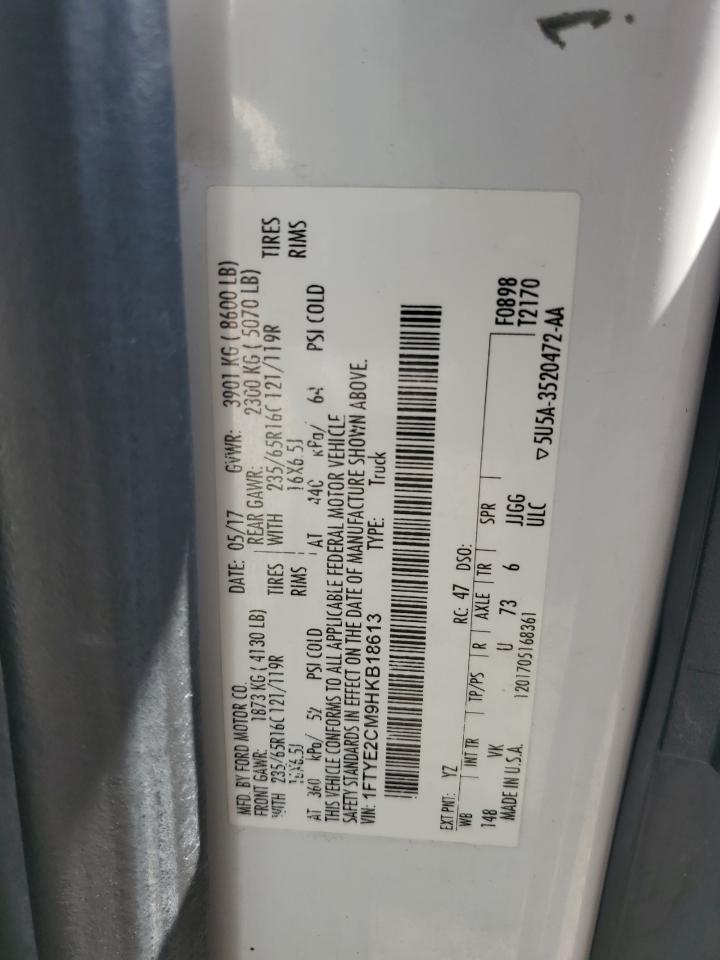 MFD. BY FORD MOTOR CO. DATE: 05/17 GVWR: 3901 KG ( 8600 LB)
FRONT GAWR: 1873 KG ( 4130 LB) REAR GAWR: 2300 KG ( 5070 LB)
WITH 235/65R16C 121/119R TIRES WITH 235/65R16C 121/119R TIRES
16X6.5J RIMS 16X6.5J RIMS
AT 360 kPa/ 52 PSI COLD AT 440 kPa/ 64 PSI COLD
THIS VEHICLE CONFORMS TO ALL APPLICABLE FEDERAL MOTOR VEHICLE
SAFETY STANDARDS IN EFFECT ON THE DATE OF MANUFACTURE SHOWN ABOVE.
VIN: 1FTYE2CM9HKB18613 TYPE: Truck
EXT PNT: YZ RC: 47 DSO: F0898
WB INT TR TP/PS R AXLE TR SPR T2170
148 VK U 73 6 JJGG
MADE IN U.S.A. 1201705168361 ULC ▽5U5A-3520472-AA